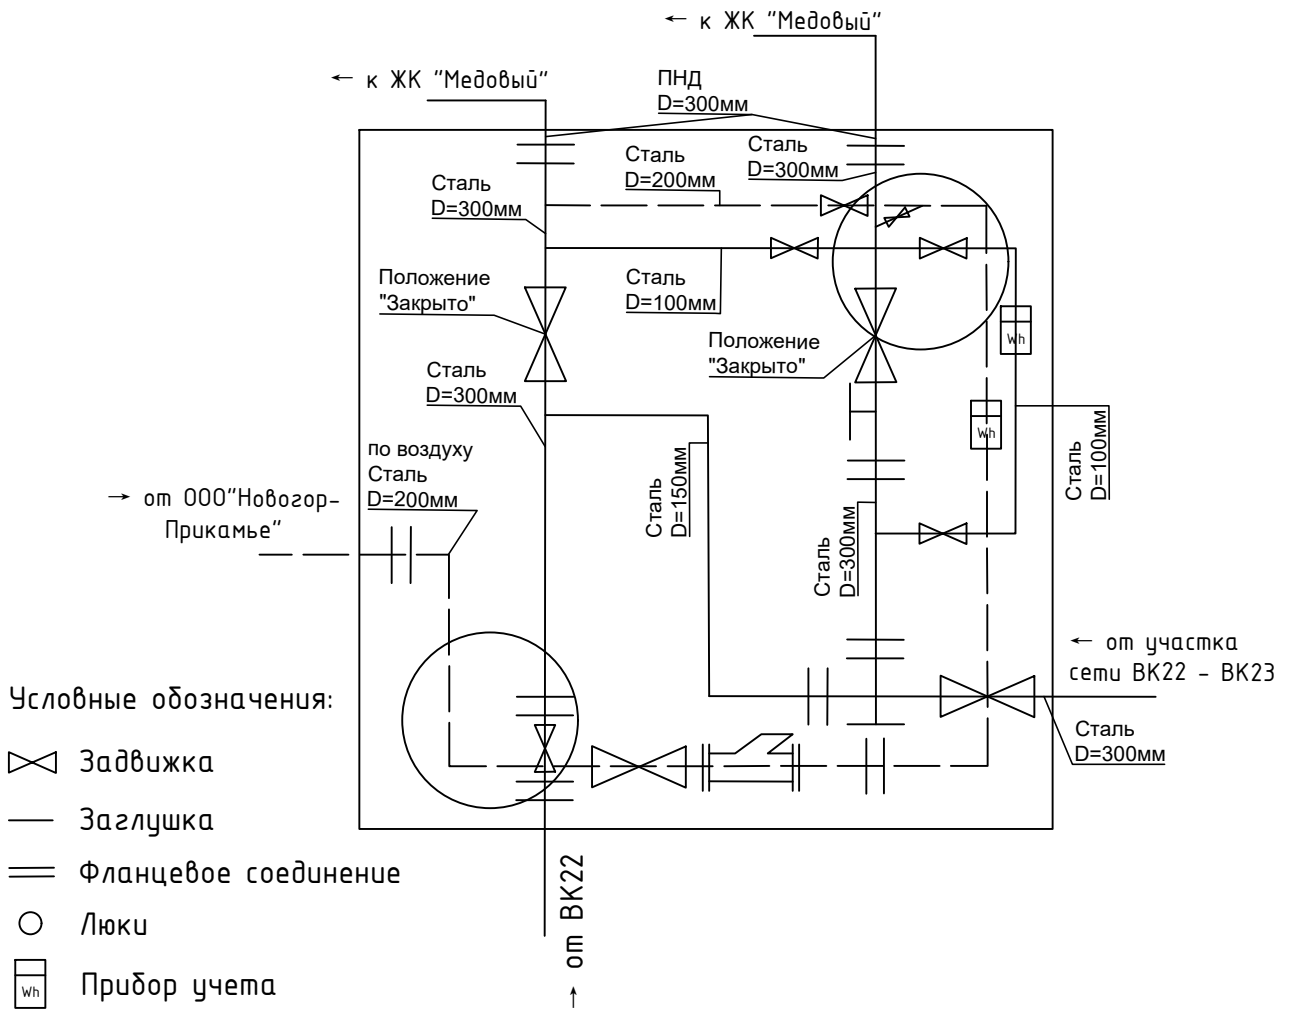 ← к ЖК "Медовый"
← к ЖК "Медовый"
ПНД
D=300мм
Сталь
D=300мм
Сталь
D=200мм
Сталь
D=300мм
Положение
"Закрыто"
Сталь
D=100мм
Положение
"Закрыто"
Wh
Сталь
D=300мм
Wh
Сталь
D=100мм
по воздуху
Сталь
D=200мм
→ от ООО"Новогор-
Прикамье"
Сталь
D=150мм
Сталь
D=300мм
← от участка
сети ВК22 - ВК23
Сталь
D=300мм
→ от ВК22
Условные обозначения:
Задвижка
Заглушка
Фланцевое соединение
Люки
Wh
Прибор учета